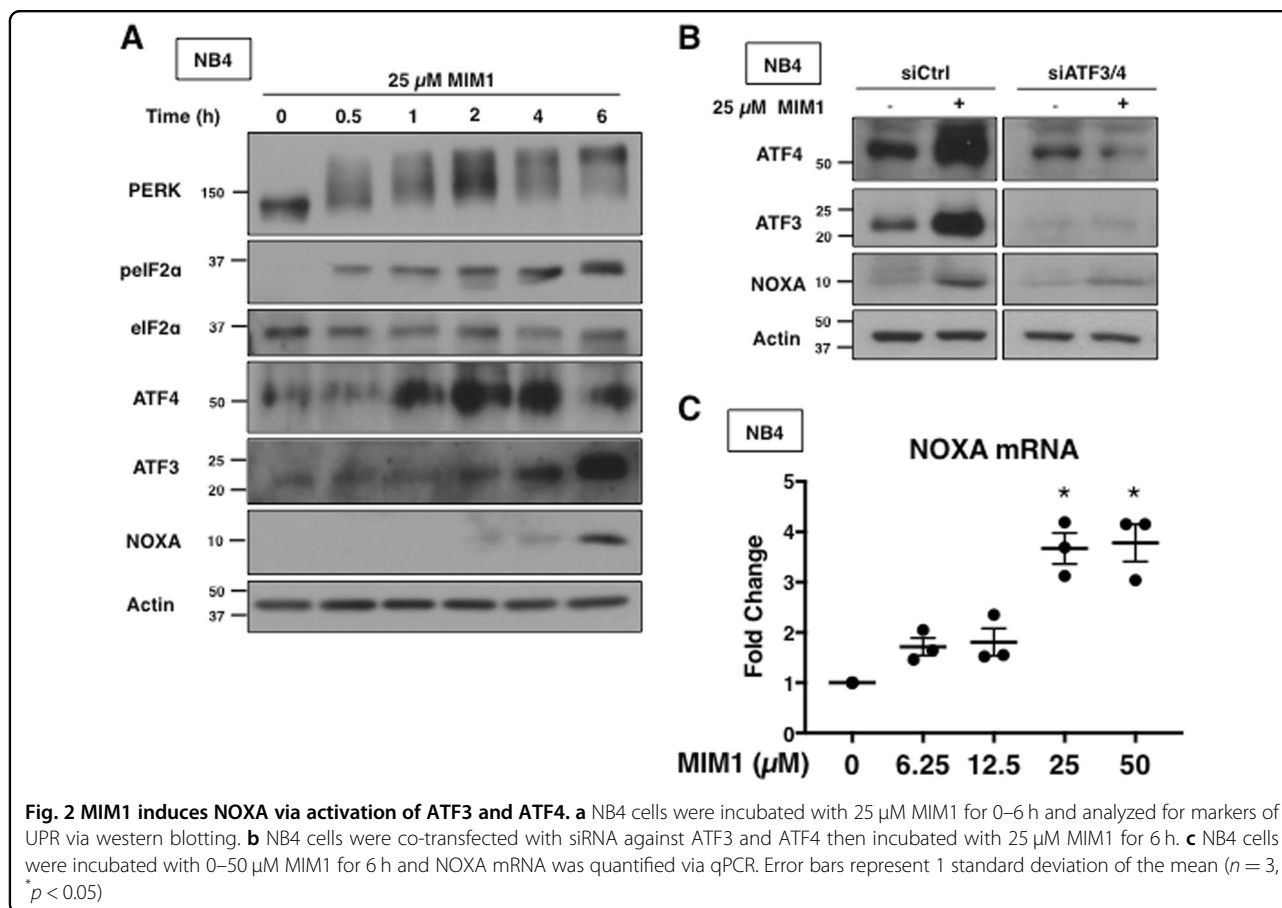 A
NB4
25 µM MIM1
Time (h) 0 0.5 1 2 4 6
PERK 150
peIF2α 37
eIF2α 37
ATF4 50
ATF3 25
20
NOXA 10
Actin 50
37
B
NB4
siCtrl siATF3/4
25 µM MIM1 - + - +
ATF4 50
ATF3 25
20
NOXA 10
Actin 50
37
C
NB4
NOXA mRNA
Fold Change
5
4
3
2
1
0
* *
MIM1 (µM) 0 6.25 12.5 25 50
Fig. 2 MIM1 induces NOXA via activation of ATF3 and ATF4. a NB4 cells were incubated with 25 µM MIM1 for 0–6 h and analyzed for markers of
UPR via western blotting. b NB4 cells were co-transfected with siRNA against ATF3 and ATF4 then incubated with 25 µM MIM1 for 6 h. c NB4 cells
were incubated with 0–50 µM MIM1 for 6 h and NOXA mRNA was quantified via qPCR. Error bars represent 1 standard deviation of the mean (n = 3,
*p < 0.05)